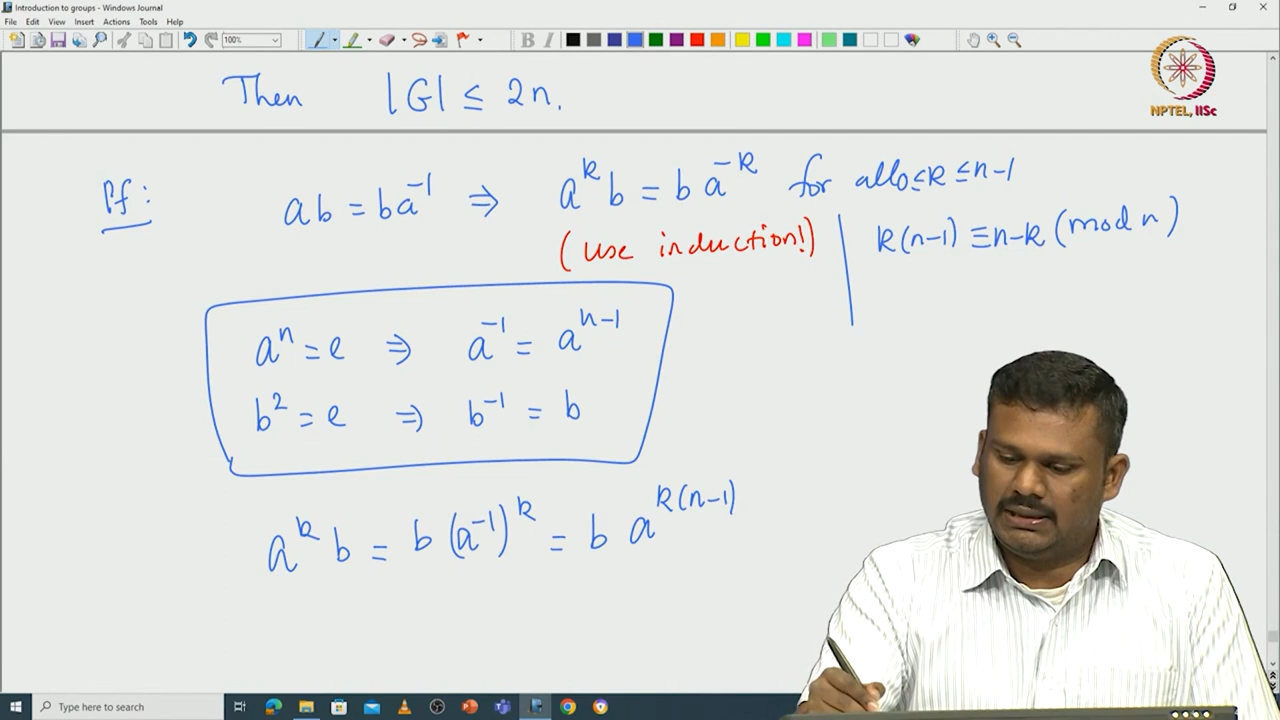 Introduction to groups - Windows Journal
File Edit View Insert Actions Tools Help
100%
B I
NPTEL, IISc
Then |G| ≤ 2n.
Pf: ab = ba⁻¹ ⇒ aᵏb = ba⁻ᵏ for all 0≤k≤n-1
(use induction!) k(n-1) ≡ n-k (mod n)
aⁿ = e ⇒ a⁻¹ = aⁿ⁻¹
b² = e ⇒ b⁻¹ = b
aᵏb = b(a⁻¹)ᵏ = b a^{k(n-1)}
Type here to search